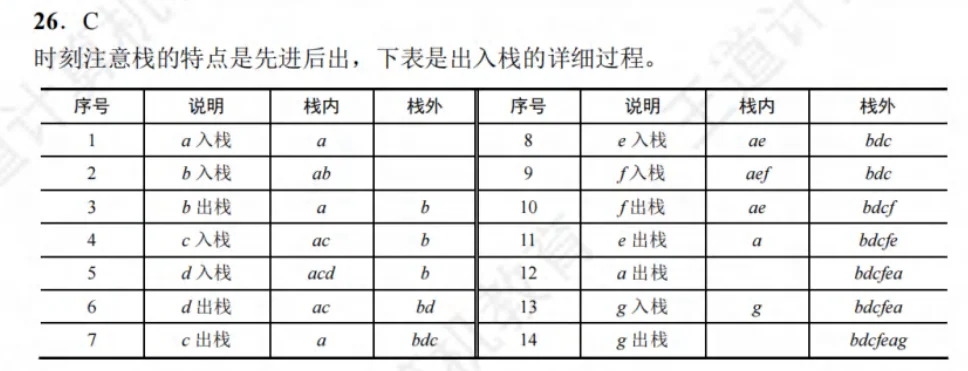 26. C
时刻注意栈的特点是先进后出，下表是出入栈的详细过程。
序号 说明 栈内 栈外 序号 说明 栈内 栈外
1 a 入栈 a 8 e 入栈 ae bdc
2 b 入栈 ab 9 f 入栈 aef bdc
3 b 出栈 a b 10 f 出栈 ae bdcf
4 c 入栈 ac b 11 e 出栈 a bdcfe
5 d 入栈 acd b 12 a 出栈 bdcfea
6 d 出栈 ac bd 13 g 入栈 g bdcfea
7 c 出栈 a bdc 14 g 出栈 bdcfeag